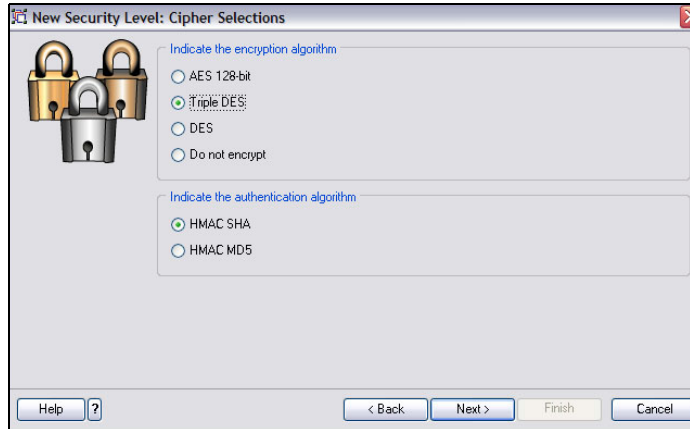 New Security Level: Cipher Selections
Indicate the encryption algorithm
AES 128-bit
Triple DES
DES
Do not encrypt
Indicate the authentication algorithm
HMAC SHA
HMAC MD5
Help ? < Back Next > Finish Cancel